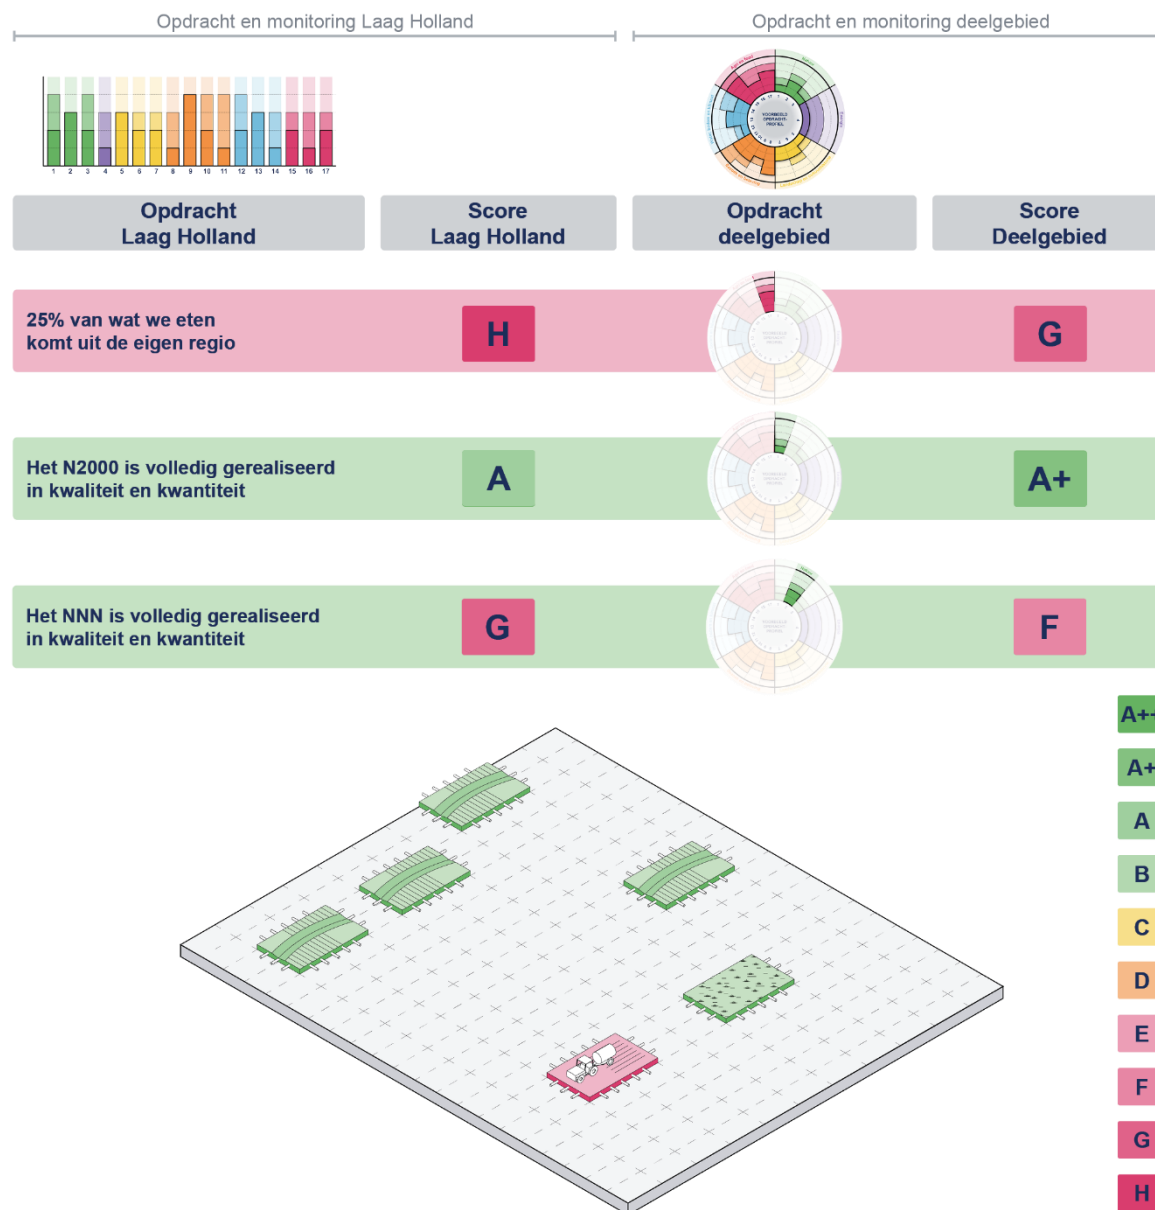 Opdracht en monitoring Laag Holland
Opdracht en monitoring deelgebied
1 2 3 4 5 6 7 8 9 10 11 12 13 14 15 16 17
VOORBEELD
OPDRACHT-
PROFIEL
Opdracht
Laag Holland
Score
Laag Holland
Opdracht
deelgebied
Score
Deelgebied
25% van wat we eten
komt uit de eigen regio
H
G
Het N2000 is volledig gerealiseerd
in kwaliteit en kwantiteit
A
A+
Het NNN is volledig gerealiseerd
in kwaliteit en kwantiteit
G
F
A++
A+
A
B
C
D
E
F
G
H